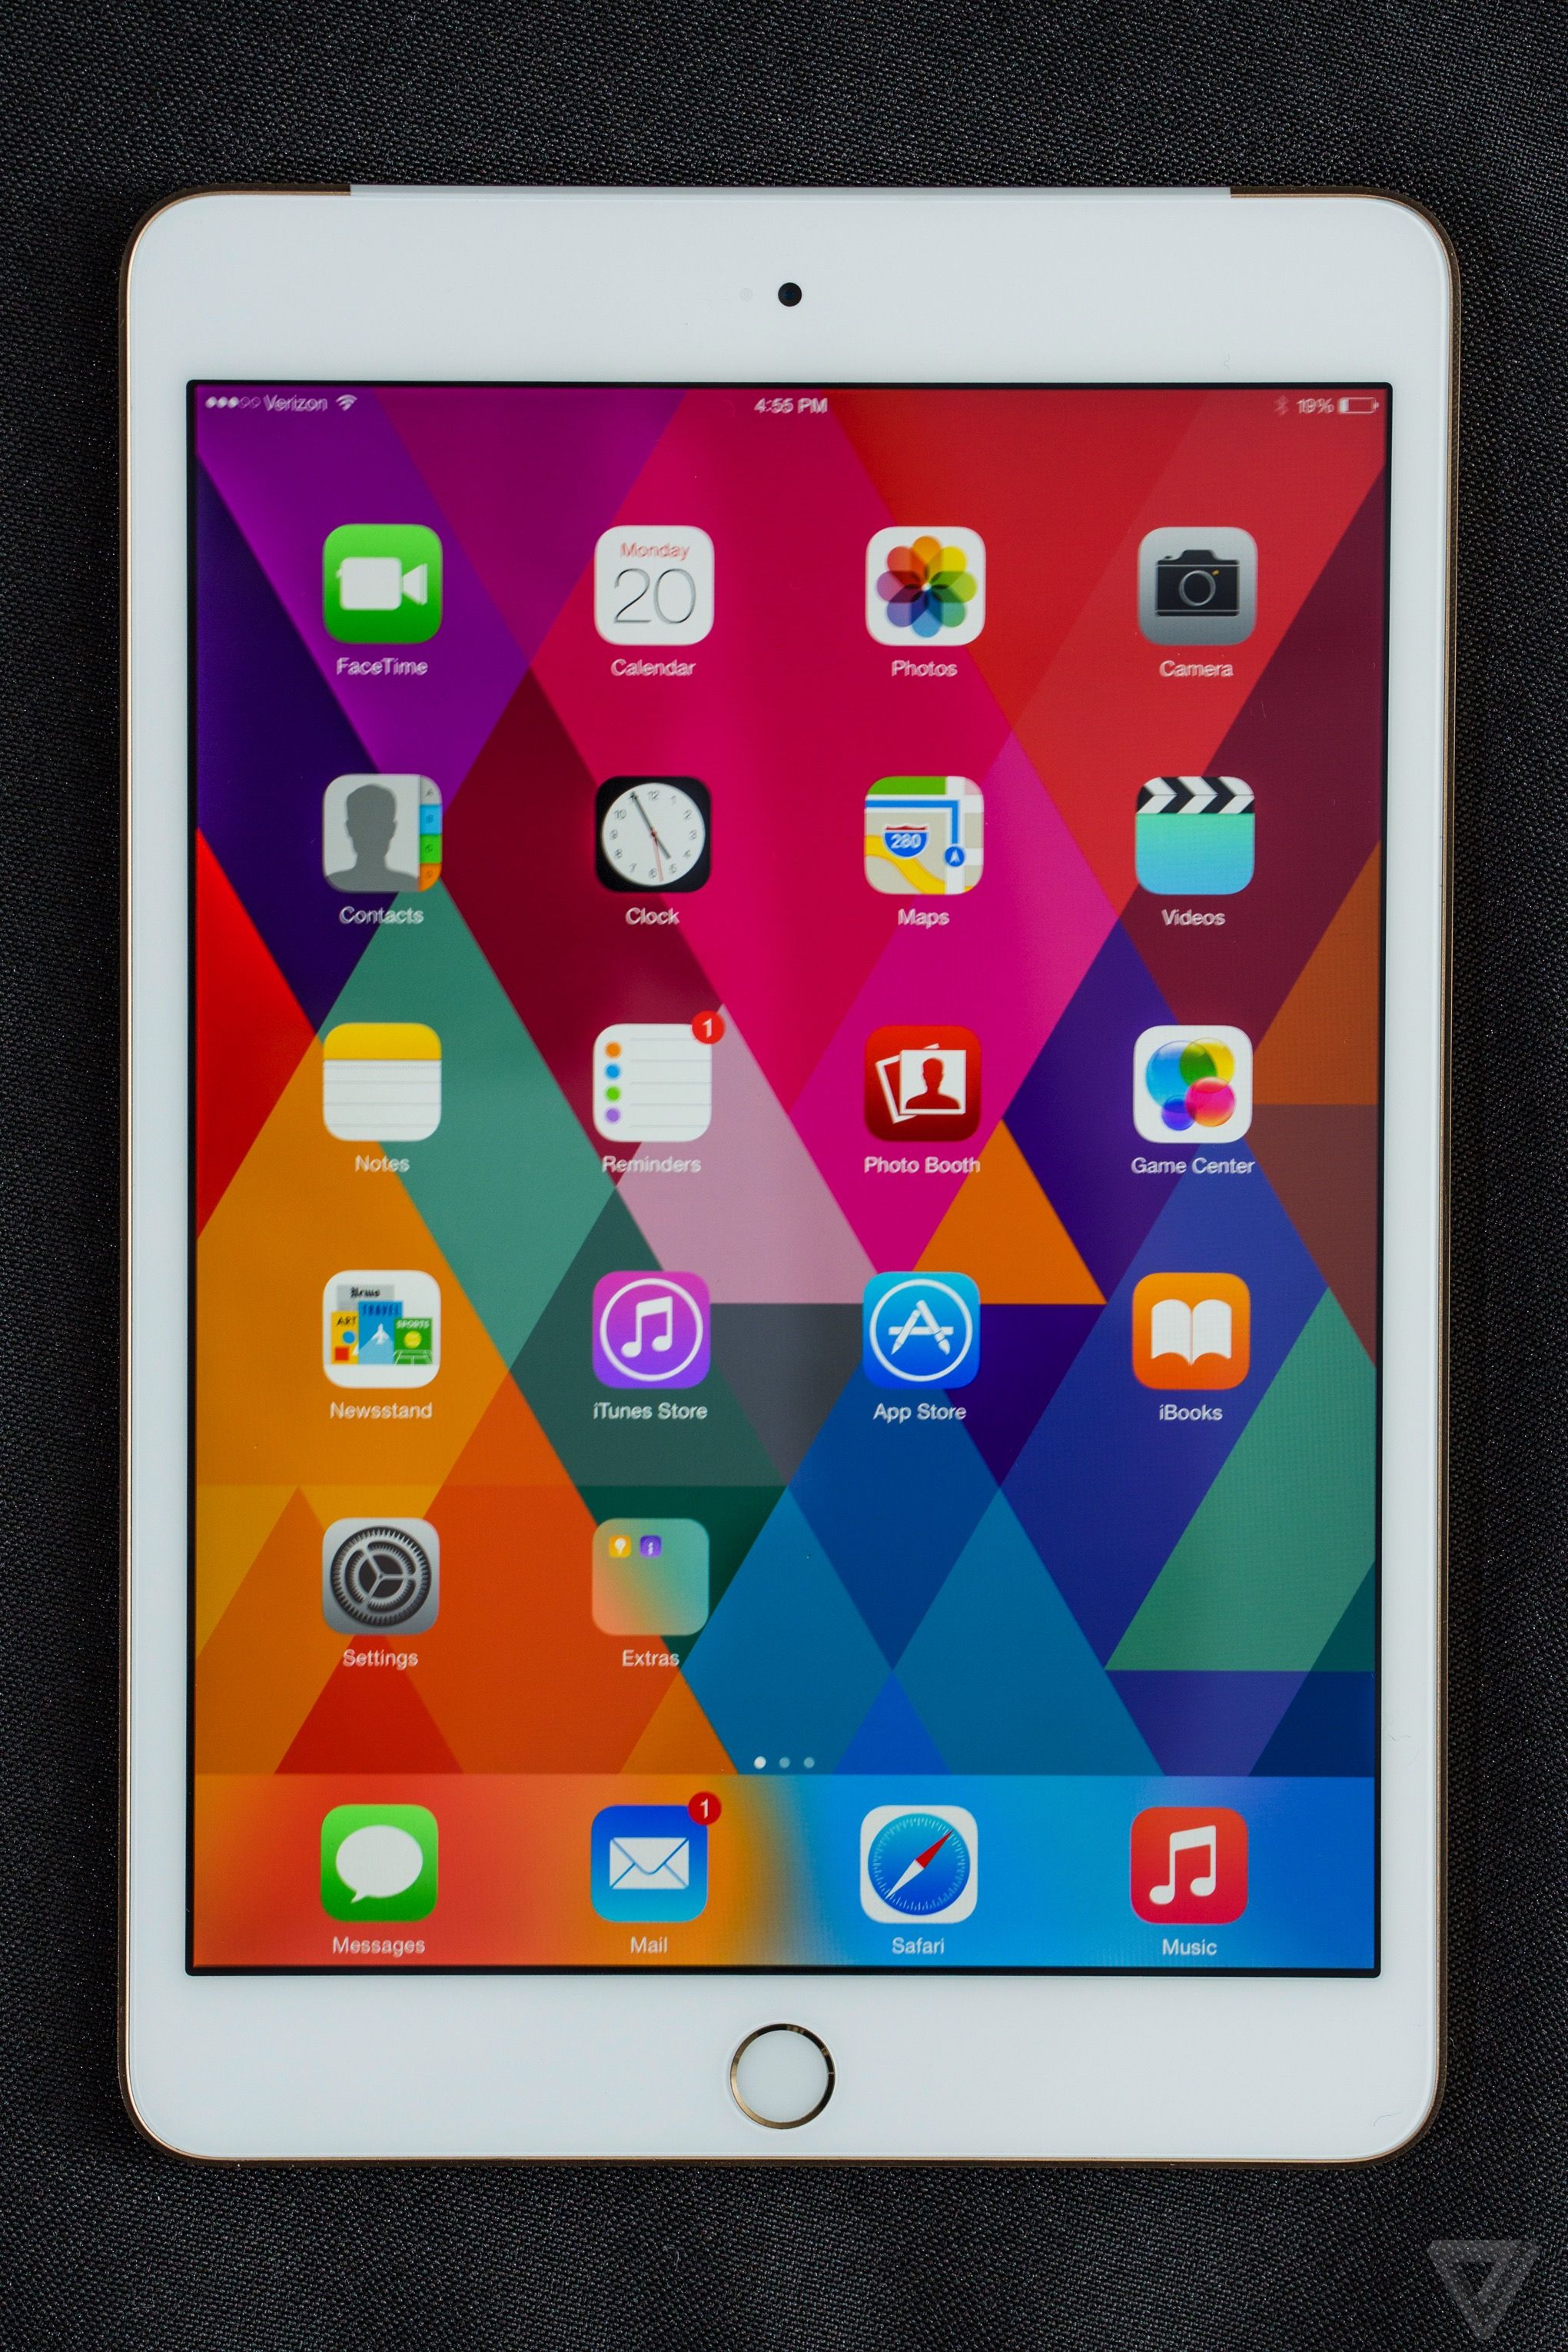 Verizon 4:55 PM 19%
Monday
20
FaceTime Calendar Photos Camera
280
Contacts Clock Maps Videos
1
Notes Reminders Photo Booth Game Center
News
ART TRAVEL SPORTS
Newsstand iTunes Store App Store iBooks
Settings Extras
1
Messages Mail Safari Music